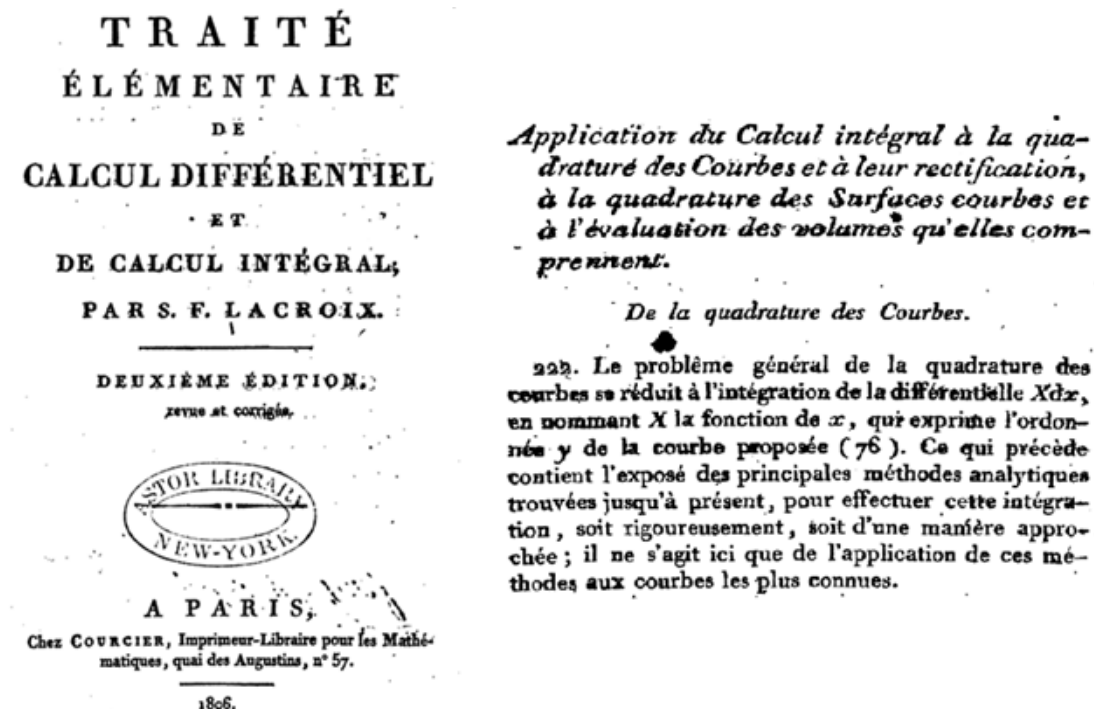 TRAITÉ
ÉLÉMENTAIRE
DE
CALCUL DIFFÉRENTIEL
ET
DE CALCUL INTÉGRAL;
PAR S. F. LACROIX.
DEUXIÈME ÉDITION,
revue et corrigée.
ASTOR LIBRARY
NEW-YORK.
A PARIS,
Chez COURCIER, Imprimeur-Libraire pour les Mathé-
matiques, quai des Augustins, n° 57.
1806.
Application du Calcul intégral à la qua-
drature des Courbes et à leur rectification,
à la quadrature des Surfaces courbes et
à l'évaluation des volumes qu'elles com-
prennent.
De la quadrature des Courbes.
222. Le problême général de la quadrature des
courbes se réduit à l'intégration de la différentielle Xdx,
en nommant X la fonction de x, qui exprime l'ordon-
née y de la courbe proposée (76). Ce qui précède
contient l'exposé des principales méthodes analytiques
trouvées jusqu'à présent, pour effectuer cette intégra-
tion, soit rigoureusement, soit d'une manière appro-
chée; il ne s'agit ici que de l'application de ces mé-
thodes aux courbes les plus connues.